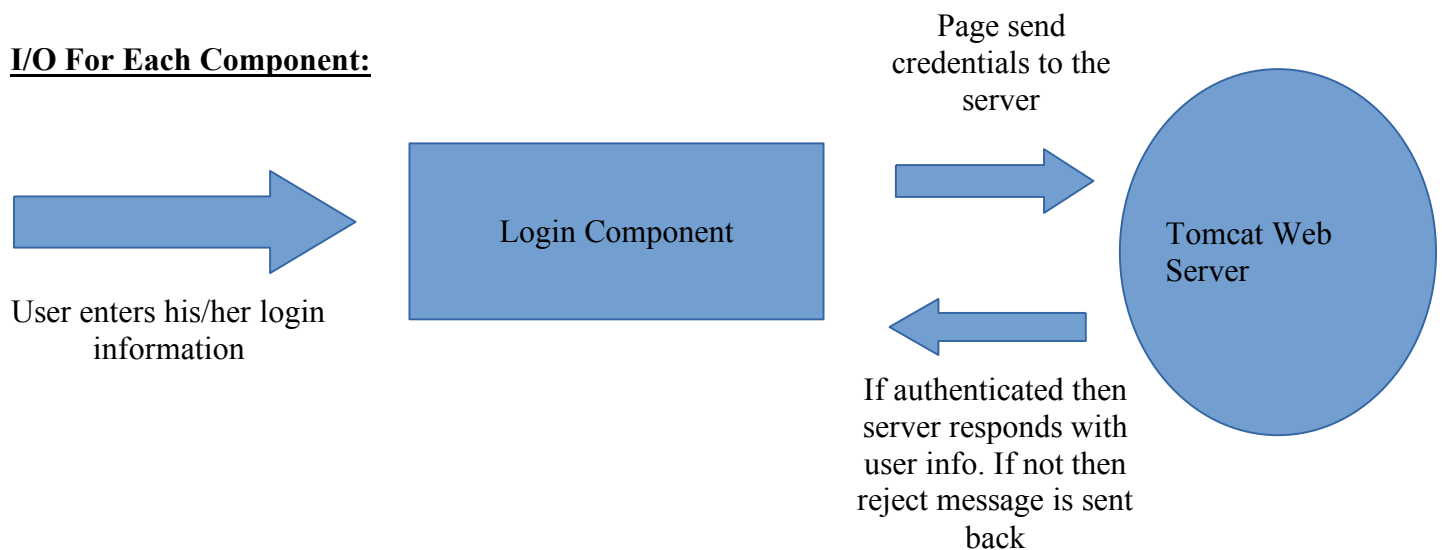 I/O For Each Component:
User enters his/her login
information
Login Component
Page send
credentials to the
server
If authenticated then
server responds with
user info. If not then
reject message is sent
back
Tomcat Web
Server